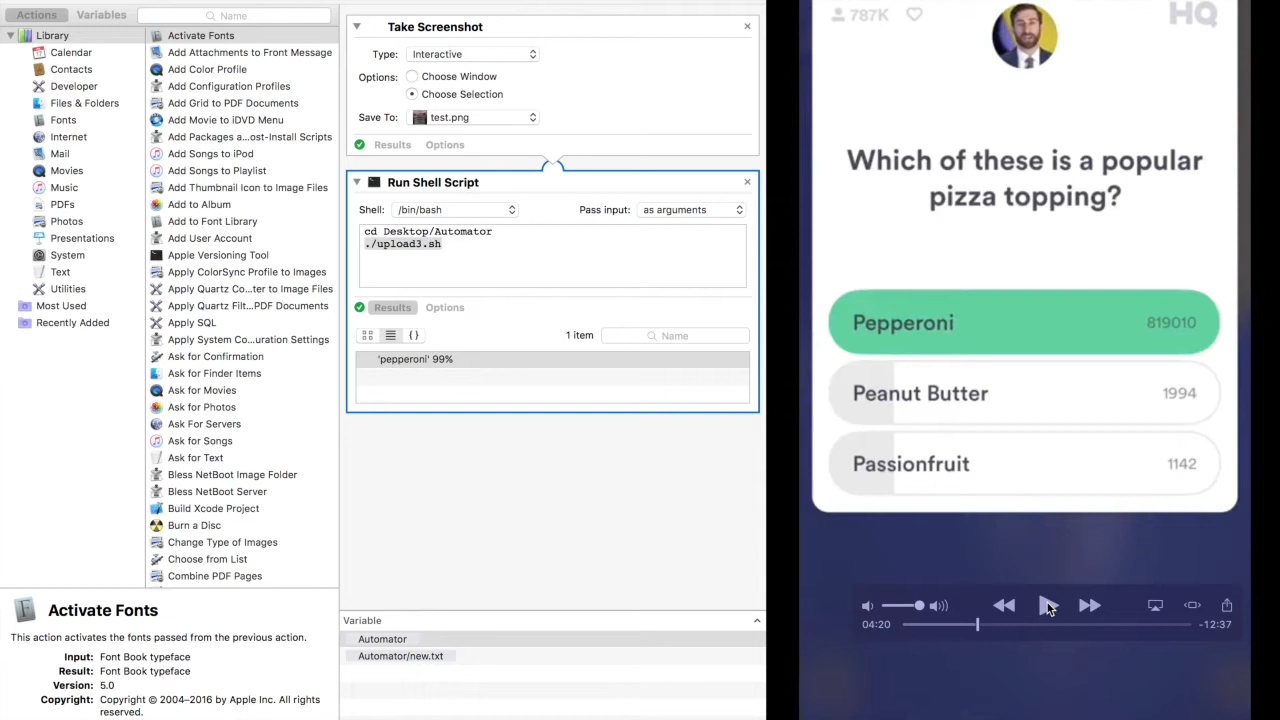 Actions
Variables
Name
Library
Calendar
Contacts
Developer
Files & Folders
Fonts
Internet
Mail
Movies
Music
PDFs
Photos
Presentations
System
Text
Utilities
Most Used
Recently Added
Activate Fonts
Add Attachments to Front Message
Add Color Profile
Add Configuration Profiles
Add Grid to PDF Documents
Add Movie to iDVD Menu
Add Packages a...ost-Install Scripts
Add Songs to iPod
Add Songs to Playlist
Add Thumbnail Icon to Image Files
Add to Album
Add to Font Library
Add User Account
Apple Versioning Tool
Apply ColorSync Profile to Images
Apply Quartz Co...ter to Image Files
Apply Quartz Filt...PDF Documents
Apply SQL
Apply System Co...uration Settings
Ask for Confirmation
Ask for Finder Items
Ask for Movies
Ask for Photos
Ask For Servers
Ask for Songs
Ask for Text
Bless NetBoot Image Folder
Bless NetBoot Server
Build Xcode Project
Burn a Disc
Change Type of Images
Choose from List
Combine PDF Pages
Activate Fonts
This action activates the fonts passed from the previous action.
Input: Font Book typeface
Result: Font Book typeface
Version: 5.0
Copyright: Copyright © 2004–2016 by Apple Inc. All rights
reserved.
Take Screenshot
Type: Interactive
Options: Choose Window
Choose Selection
Save To: test.png
Results Options
Run Shell Script
Shell: /bin/bash Pass input: as arguments
cd Desktop/Automator
./upload3.sh
Results Options
1 item Name
'pepperoni' 99%
Variable
Automator
Automator/new.txt
787K
HQ
Which of these is a popular
pizza topping?
Pepperoni 819010
Peanut Butter 1994
Passionfruit 1142
04:20 -12:37